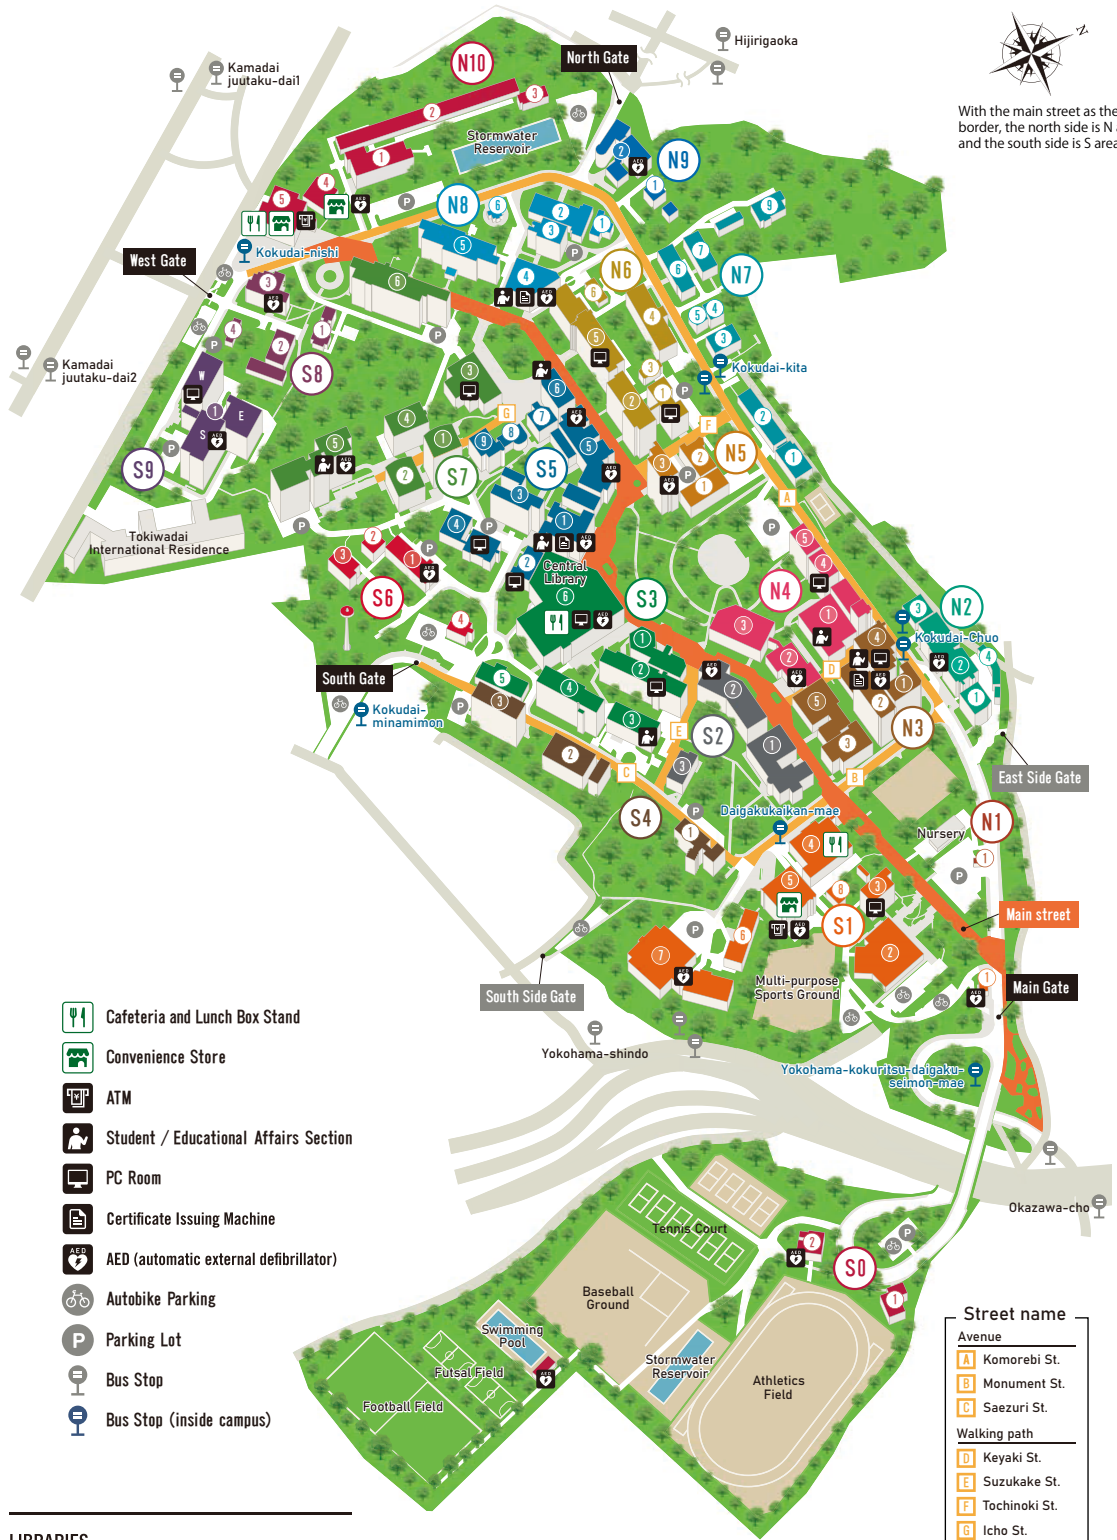 N10
North Gate
Hijirigaoka
Kamadai
juutaku-dai1
With the main street as the
border, the north side is N
and the south side is S area
Stormwater
Reservoir
N9
N8
N7
N6
West Gate
Kokudai-nishi
Kamadai
juutaku-dai2
Kokudai-kita
S8
S9
W
E
S
G
F
N5
S5
S7
A
Tokiwadai
International Residence
Central
Library
S6
S3
N4
N2
Kokudai-Chuo
South Gate
Kokudai-
minamimon
D
N3
E
S2
C
B
East Side Gate
S4
Daigakukaikan-mae
N1
Nursery
Main street
S1
Multi-purpose
Sports Ground
South Side Gate
Main Gate
Yokohama-shindo
Yokohama-kokuritsu-daigaku-
seimon-mae
Cafeteria and Lunch Box Stand
Convenience Store
ATM
Student / Educational Affairs Section
PC Room
Certificate Issuing Machine
AED AED (automatic external defibrillator)
Autobike Parking
P Parking Lot
Bus Stop
Bus Stop (inside campus)
Okazawa-cho
Tennis Court
S0
Baseball
Ground
Swimming
Pool
Stormwater
Reservoir
Futsal Field
Athletics
Field
Football Field
Street name
Avenue
A Komorebi St.
B Monument St.
C Saezuri St.
Walking path
D Keyaki St.
E Suzukake St.
F Tochinoki St.
G Icho St.
LIBRARIES